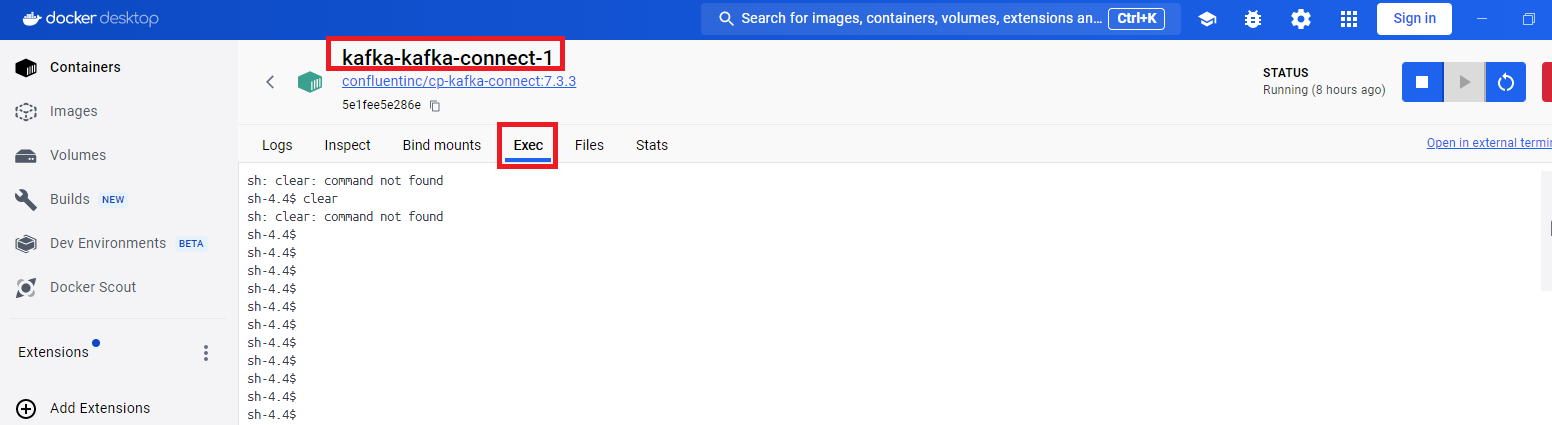 docker desktop
Search for images, containers, volumes, extensions an... Ctrl+K
Sign in
Containers
Images
Volumes
Builds NEW
Dev Environments BETA
Docker Scout
Extensions
Add Extensions
kafka-kafka-connect-1
confluentinc/cp-kafka-connect:7.3.3
5e1fee5e286e
STATUS
Running (8 hours ago)
Logs Inspect Bind mounts Exec Files Stats
Open in external termin
sh: clear: command not found
sh-4.4$ clear
sh: clear: command not found
sh-4.4$
sh-4.4$
sh-4.4$
sh-4.4$
sh-4.4$
sh-4.4$
sh-4.4$
sh-4.4$
sh-4.4$
sh-4.4$
sh-4.4$